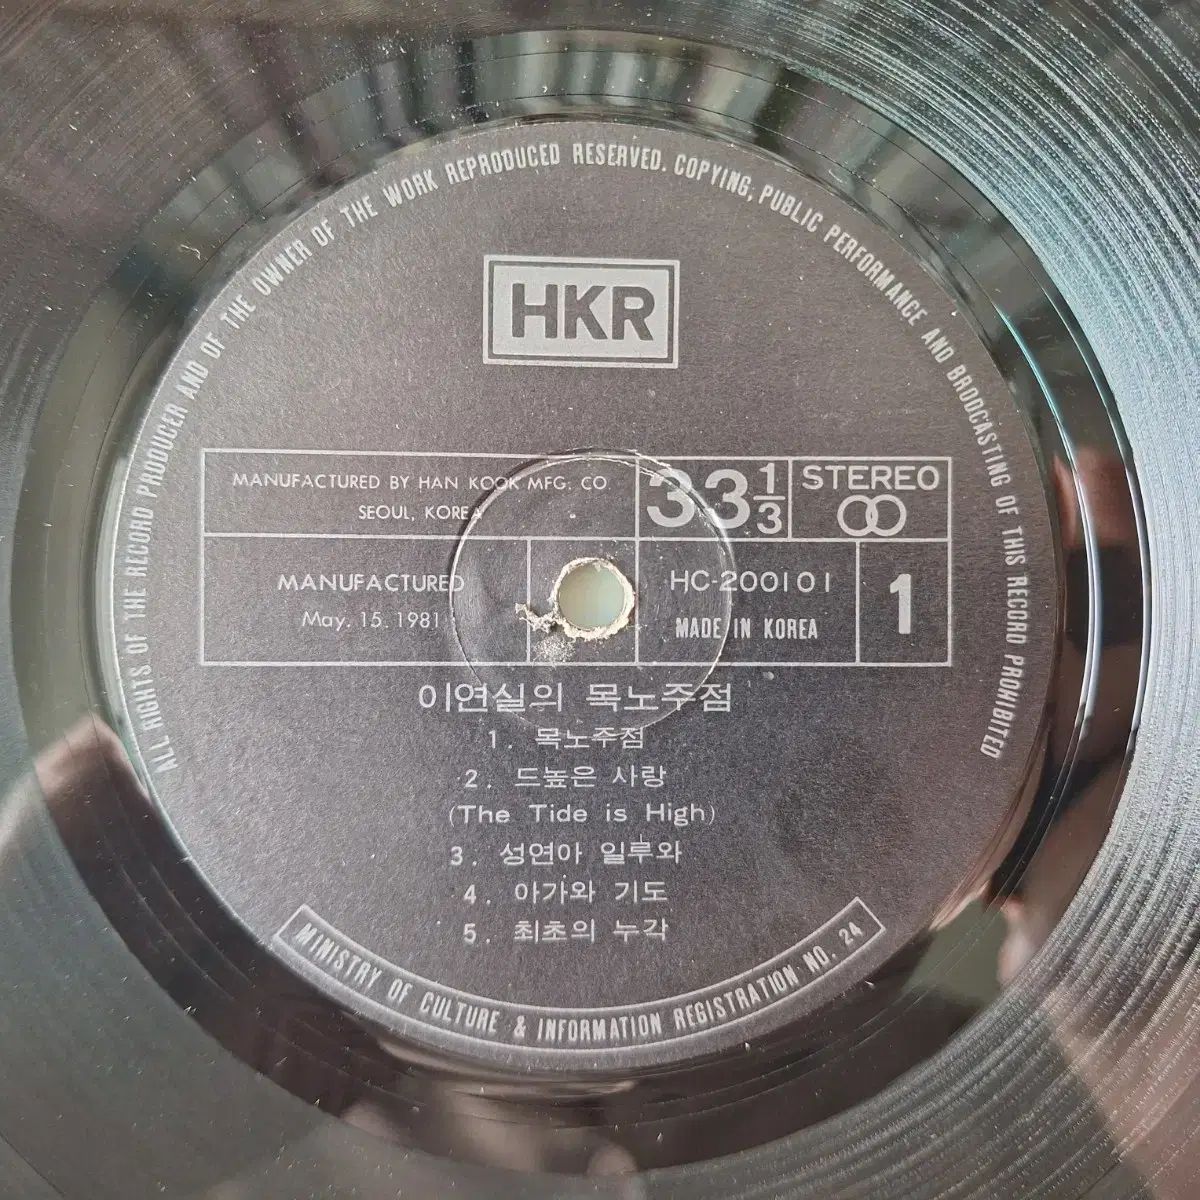 ALL RIGHTS OF THE RECORD PRODUCER AND OF THE OWNER OF THE WORK REPRODUCED RESERVED. COPYING, PUBLIC PERFORMANCE AND BRODCASTING OF THIS RECORD PROHIBITED
HKR
MANUFACTURED BY HAN KOOK MFG. CO
SEOUL, KOREA
33 1/3
STEREO
MANUFACTURED
May. 15. 1981
HC-200101
MADE IN KOREA
1
이연실의 목노주점
1. 목노주점
2. 드높은 사랑
(The Tide is High)
3. 성연아 일루와
4. 아가와 기도
5. 최초의 누각
MINISTRY OF CULTURE & INFORMATION REGISTRATION NO. 24